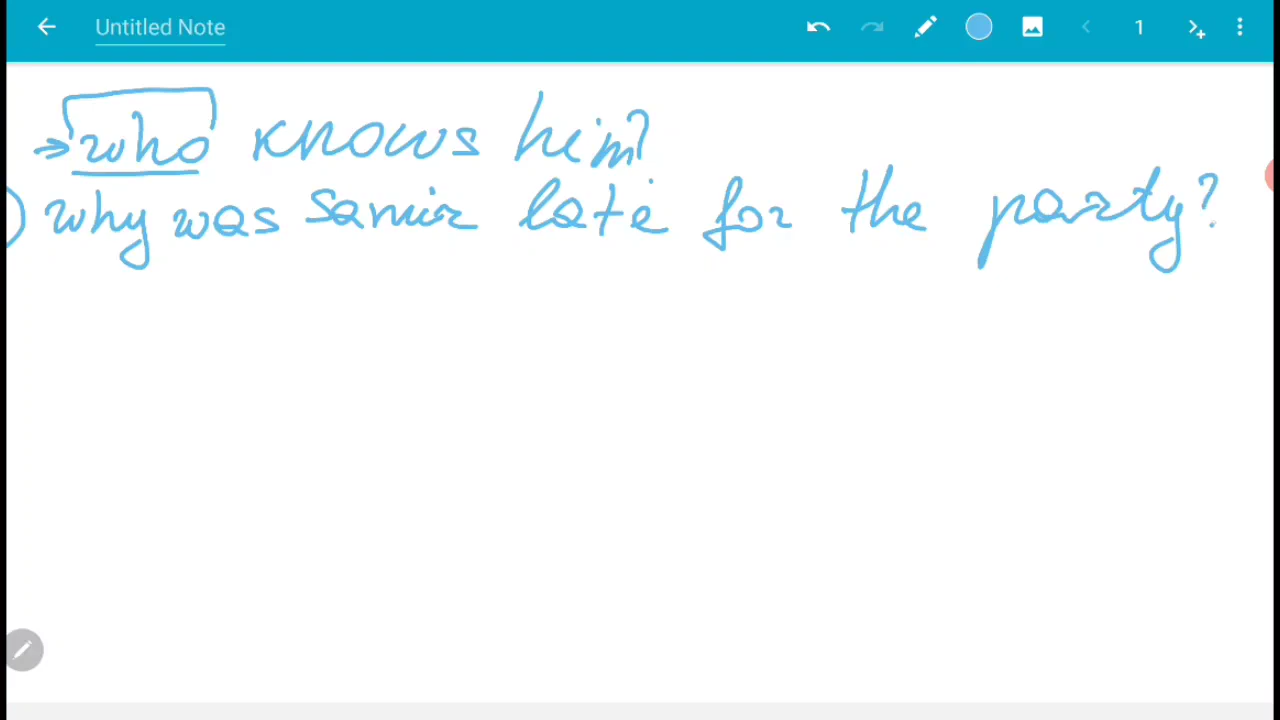 Untitled Note
1
→ who knows him?
) why was samir late for the party?